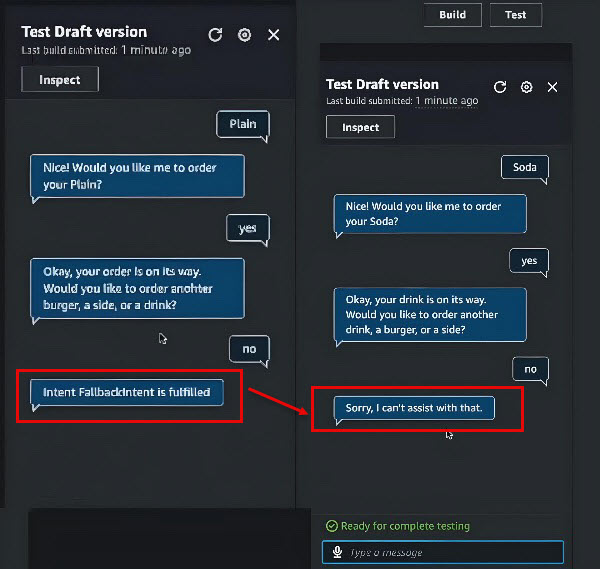 Test Draft version
Last build submitted: 1 minute ago
Inspect
Plain
Nice! Would you like me to order
your Plain?
yes
Okay, your order is on its way.
Would you like to order another
burger, a side, or a drink?
no
Intent FallbackIntent is fulfilled
Build
Test
Test Draft version
Last build submitted: 1 minute ago
Inspect
Soda
Nice! Would you like me to order
your Soda?
yes
Okay, your drink is on its way.
Would you like to order another
drink, a burger, or a side?
no
Sorry, I can't assist with that.
Ready for complete testing
Type a message